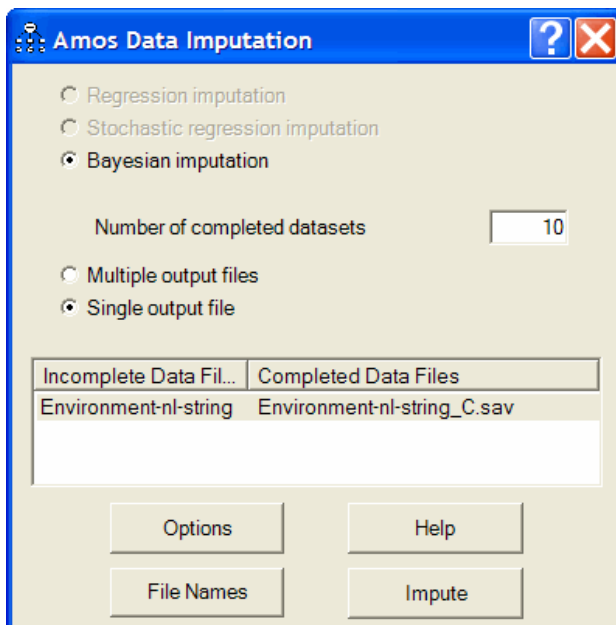 Amos Data Imputation
Regression imputation
Stochastic regression imputation
Bayesian imputation
Number of completed datasets 10
Multiple output files
Single output file
Incomplete Data Fil... Completed Data Files
Environment-nl-string Environment-nl-string_C.sav
Options Help
File Names Impute